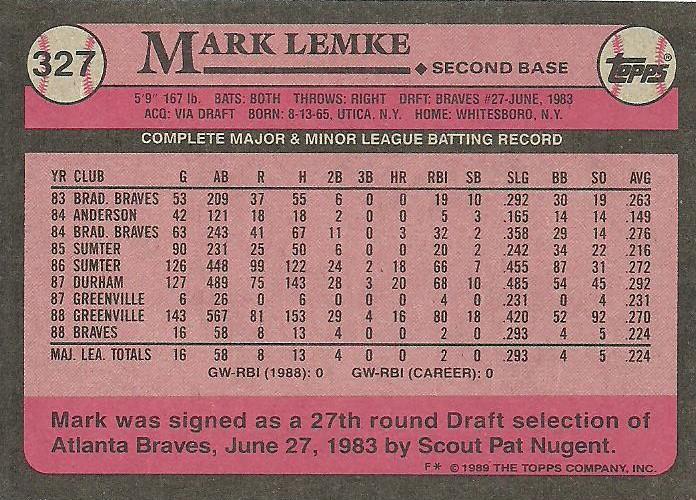 327 MARK LEMKE Topps®
◆ SECOND BASE
5'9" 167 lb. BATS: BOTH THROWS: RIGHT DRFT: BRAVES #27-JUNE, 1983
ACQ: VIA DRAFT BORN: 8-13-65, UTICA, N.Y. HOME: WHITESBORO, N.Y.
COMPLETE MAJOR & MINOR LEAGUE BATTING RECORD
YR CLUB G AB R H 2B 3B HR RBI SB SLG BB SO AVG
83 BRAD. BRAVES 53 209 37 55 6 0 0 19 10 .292 30 19 .263
84 ANDERSON 42 121 18 18 2 0 0 5 3 .165 14 14 .149
84 BRAD. BRAVES 63 243 41 67 11 0 3 32 2 .358 29 14 .276
85 SUMTER 90 231 25 50 6 0 0 20 2 .242 34 22 .216
86 SUMTER 126 448 99 122 24 2 18 66 7 .455 87 31 .272
87 DURHAM 127 489 75 143 28 3 20 68 10 .485 54 45 .292
87 GREENVILLE 6 26 0 6 0 0 0 4 0 .231 0 4 .231
88 GREENVILLE 143 567 81 153 29 4 16 80 18 .420 52 92 .270
88 BRAVES 16 58 8 13 4 0 0 2 0 .293 4 5 .224
MAJ. LEA. TOTALS 16 58 8 13 4 0 0 2 0 .293 4 5 .224
GW-RBI (1988): 0 GW-RBI (CAREER): 0
Mark was signed as a 27th round Draft selection of
Atlanta Braves, June 27, 1983 by Scout Pat Nugent.
F* © 1989 THE TOPPS COMPANY, INC.